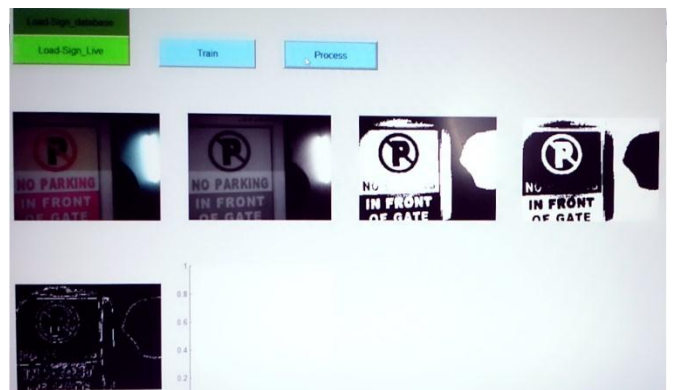 Load-Sign_database
Load-Sign_Live
Train
Process
P
NO PARKING
IN FRONT
OF GATE
P
NO PARKING
IN FRONT
OF GATE
P
IN FRONT
OF GATE
P
IN FRONT
OF GATE
1
0.8
0.6
0.4
0.2